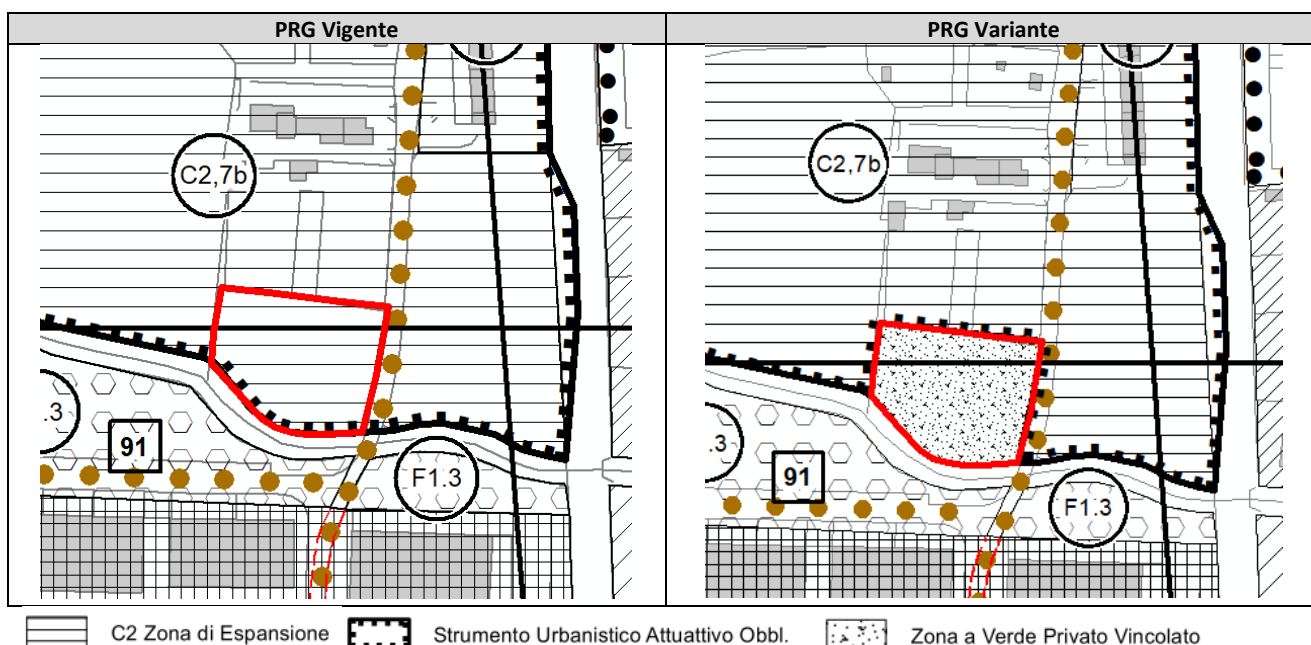 PRG Vigente
PRG Variante
C2,7b
.3
91
F1.3
C2,7b
.3
91
F1.3
C2 Zona di Espansione
Strumento Urbanistico Attuattivo Obbl.
Zona a Verde Privato Vincolato